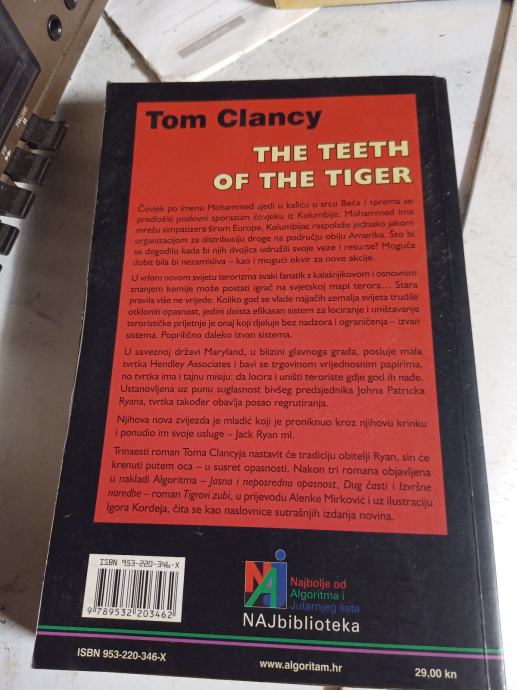 Tom Clancy
THE TEETH
OF THE TIGER
Čovjek po imenu Mohammed sjedi u kafiću u srcu Beča i sprema se
predložiti poslovni sporazum čovjeku iz Kolumbije. Mohammed ima
mrežu simpatizera širom Europe, Kolumbijac raspolaže jednako jakom
organizacijom za distribuciju droge na području obiju Amerika. Što bi
se dogodilo kada bi njih dvojica udružili svoje veze i resurse? Moguća
dobit bila bi nezamisliva – kao i mogući okvir za nove akcije.
U vrlom novom svijetu terorizma svaki fanatik s kalašnjikovom i osnovnim
znanjem kemije može postati igrač na svjetskoj mapi terora... Stara
pravila više ne vrijede. Koliko god se vlade najjačih zemalja svijeta trudile
otkloniti opasnost, jedini doista efikasan sistem za lociranje i uništavanje
terorističke prijetnje je onaj koji djeluje bez nadzora i ograničenja – izvan
sistema. Poprilično daleko izvan sistema.
U saveznoj državi Maryland, u blizini glavnoga grada, posluje mala
tvrtka Hendley Associates i bavi se trgovinom vrijednosnim papirima,
no tvrtka ima i tajnu misiju: da locira i uništi teroriste gdje god ih nađe.
Ustanovljena uz punu suglasnost bivšeg predsjednika Johna Patricka
Ryana, tvrtka također obavlja posao regrutiranja.
Njihova nova zvijezda je mladić koji je proniknuo kroz njihovu krinku
i ponudio im svoje usluge – Jack Ryan ml.
Trinaesti roman Toma Clancyja nastavit će tradiciju obitelji Ryan, sin će
krenuti putem oca – u susret opasnosti. Nakon tri romana objavljena
u nakladi Algoritma – Jasna i neposredna opasnost, Dug časti i Izvršne
naredbe – roman Tigrovi zubi, u prijevodu Alenke Mirković i uz ilustraciju
Igora Kordeja, čita se kao naslovnice sutrašnjih izdanja novina.
ISBN 953-220-346-X
9 789532 203462
NAJ
Najbolje od
Algoritma i
Jutarnjeg lista
NAJbiblioteka
ISBN 953-220-346-X
www.algoritam.hr
29,00 kn